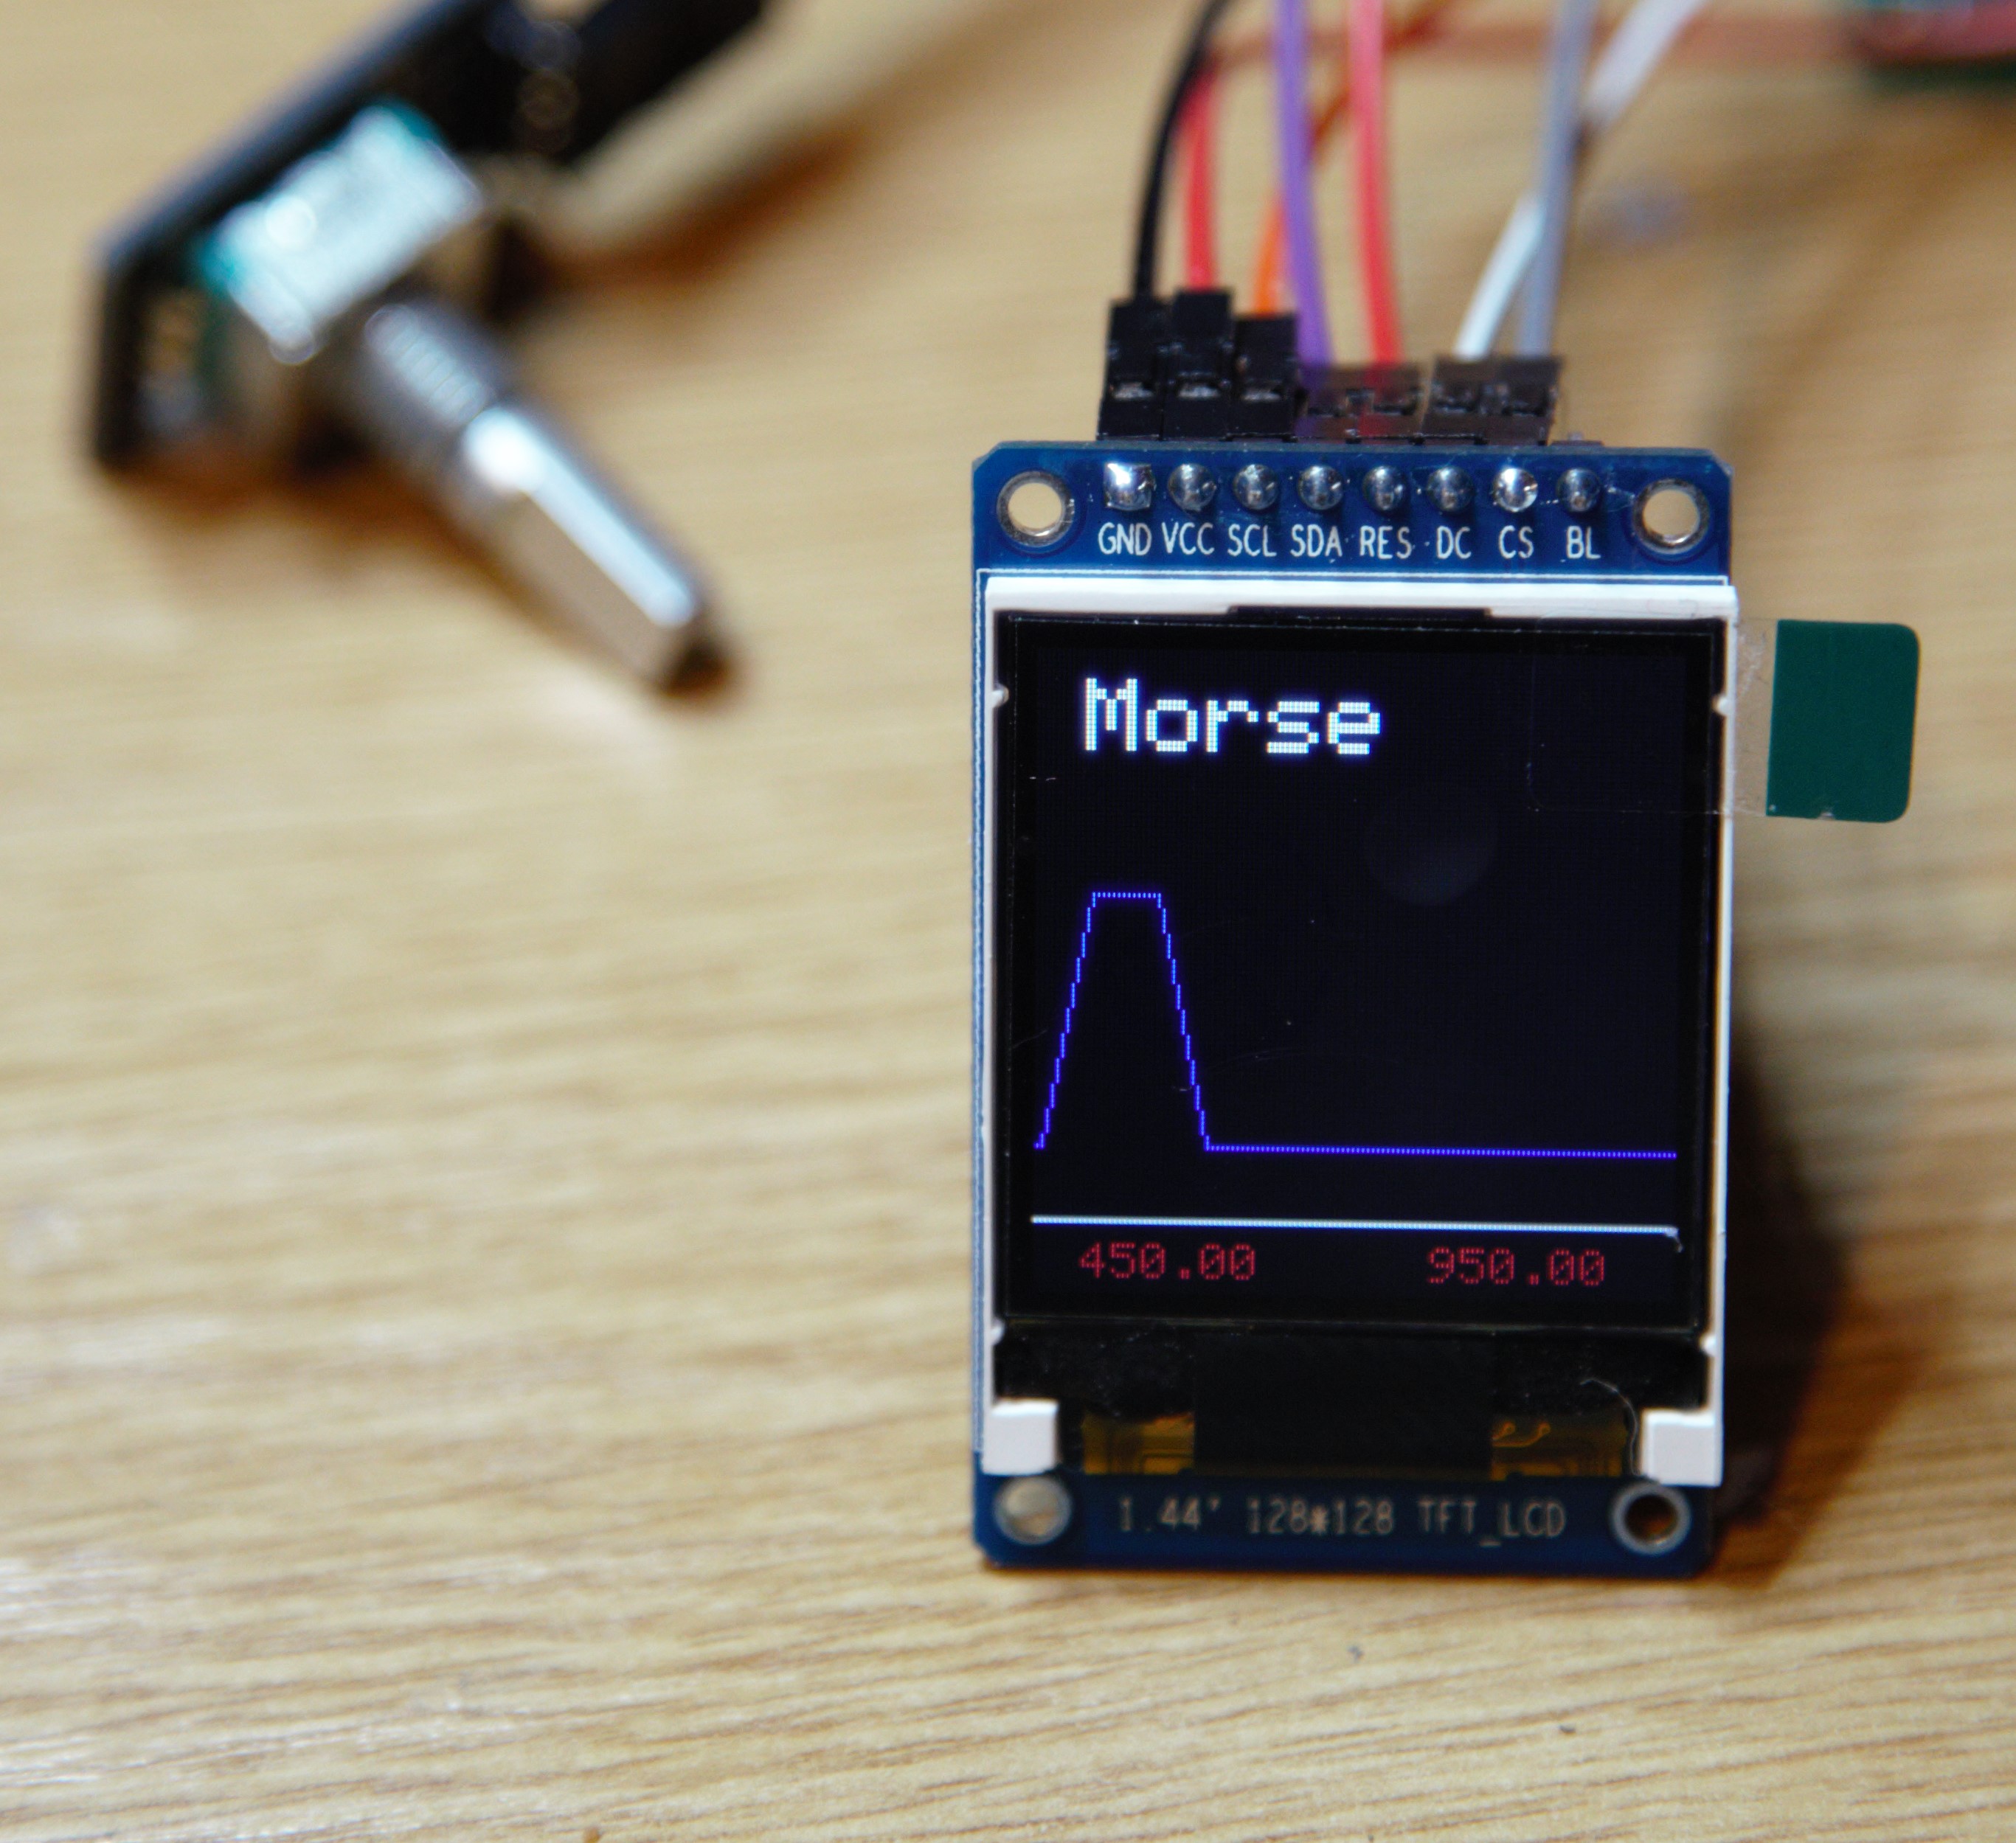 GND VCC SCL SDA RES DC CS BL
Morse
450.00 950.00
1.44' 128*128 TFT_LCD